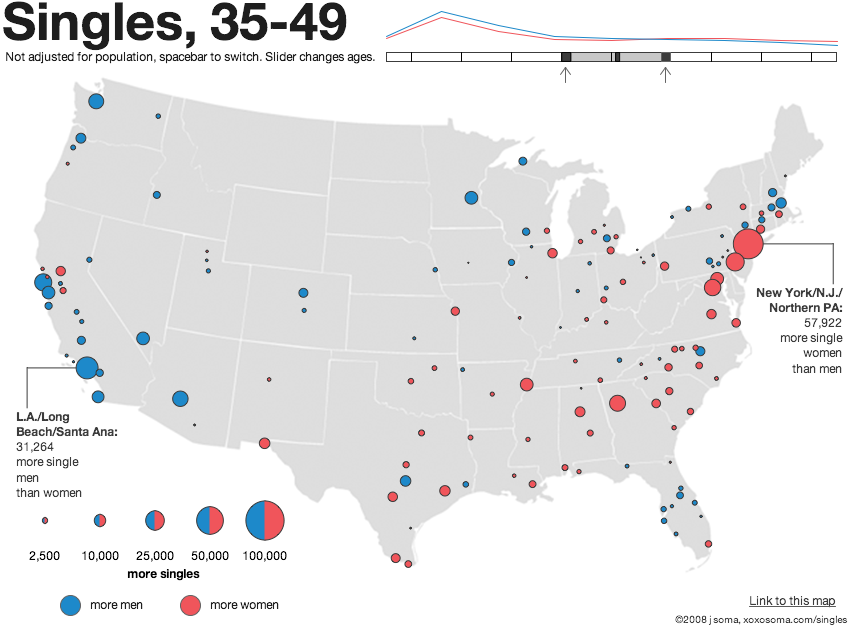 Singles, 35-49
Not adjusted for population, spacebar to switch. Slider changes ages.
New York/N.J./
Northern PA:
57,922
more single
women
than men
L.A./Long
Beach/Santa Ana:
31,264
more single
men
than women
2,500 10,000 25,000 50,000 100,000
more singles
more men more women
Link to this map
©2008 j soma, xoxosoma.com/singles